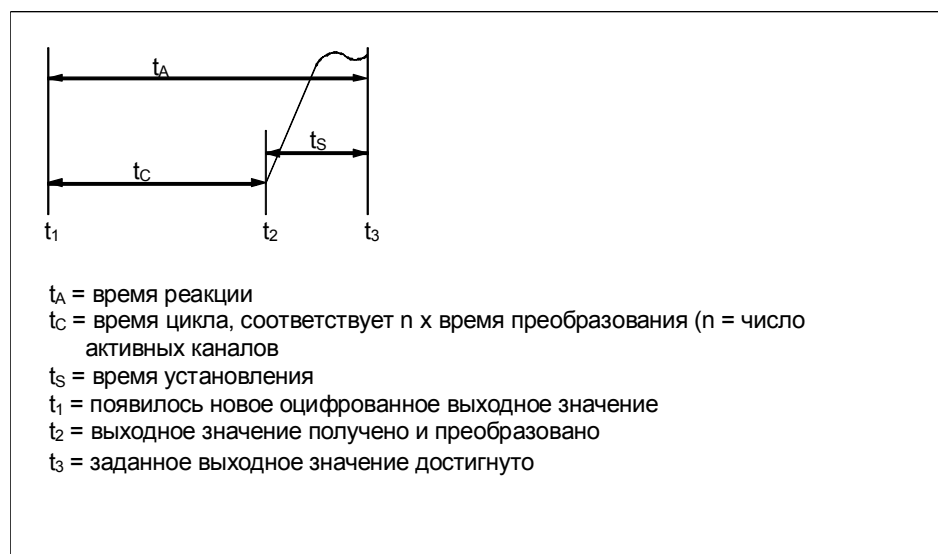 tA
tS
tC
t1 t2 t3
tA = время реакции
tC = время цикла, соответствует n x время преобразования (n = число
активных каналов
tS = время установления
t1 = появилось новое оцифрованное выходное значение
t2 = выходное значение получено и преобразовано
t3 = заданное выходное значение достигнуто